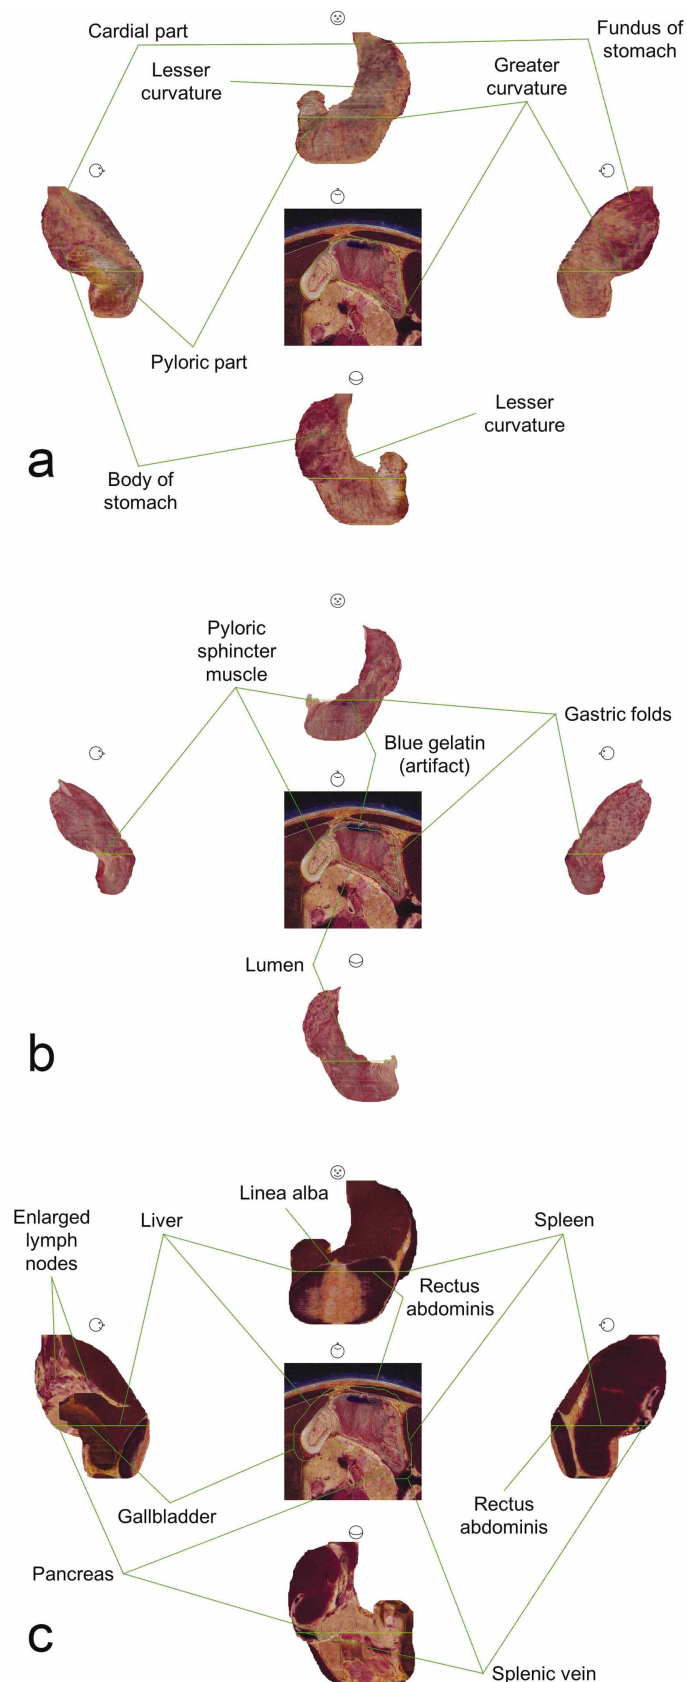 Cardial part
Fundus of
stomach
Lesser
curvature
Greater
curvature
Pyloric part
Lesser
curvature
a
Body of
stomach
Pyloric
sphincter
muscle
Gastric folds
Blue gelatin
(artifact)
Lumen
b
Linea alba
Enlarged
lymph
nodes
Liver
Spleen
Rectus
abdominis
Gallbladder
Rectus
abdominis
Pancreas
c
Splenic vein